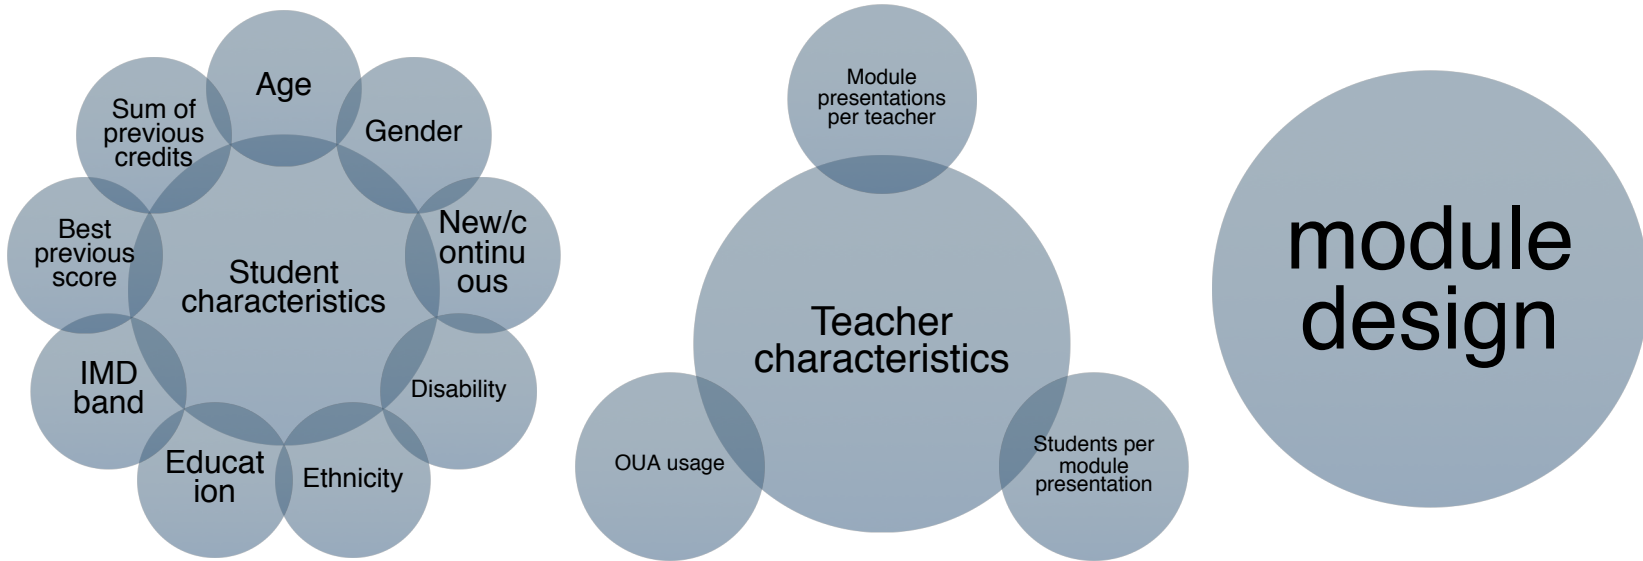 Age
Gender
New/c
ontinu
ous
Disability
Ethnicity
Educat
ion
IMD
band
Best
previous
score
Sum of
previous
credits
Student
characteristics
Module
presentations
per teacher
Teacher
characteristics
OUA usage
Students per
module
presentation
module
design